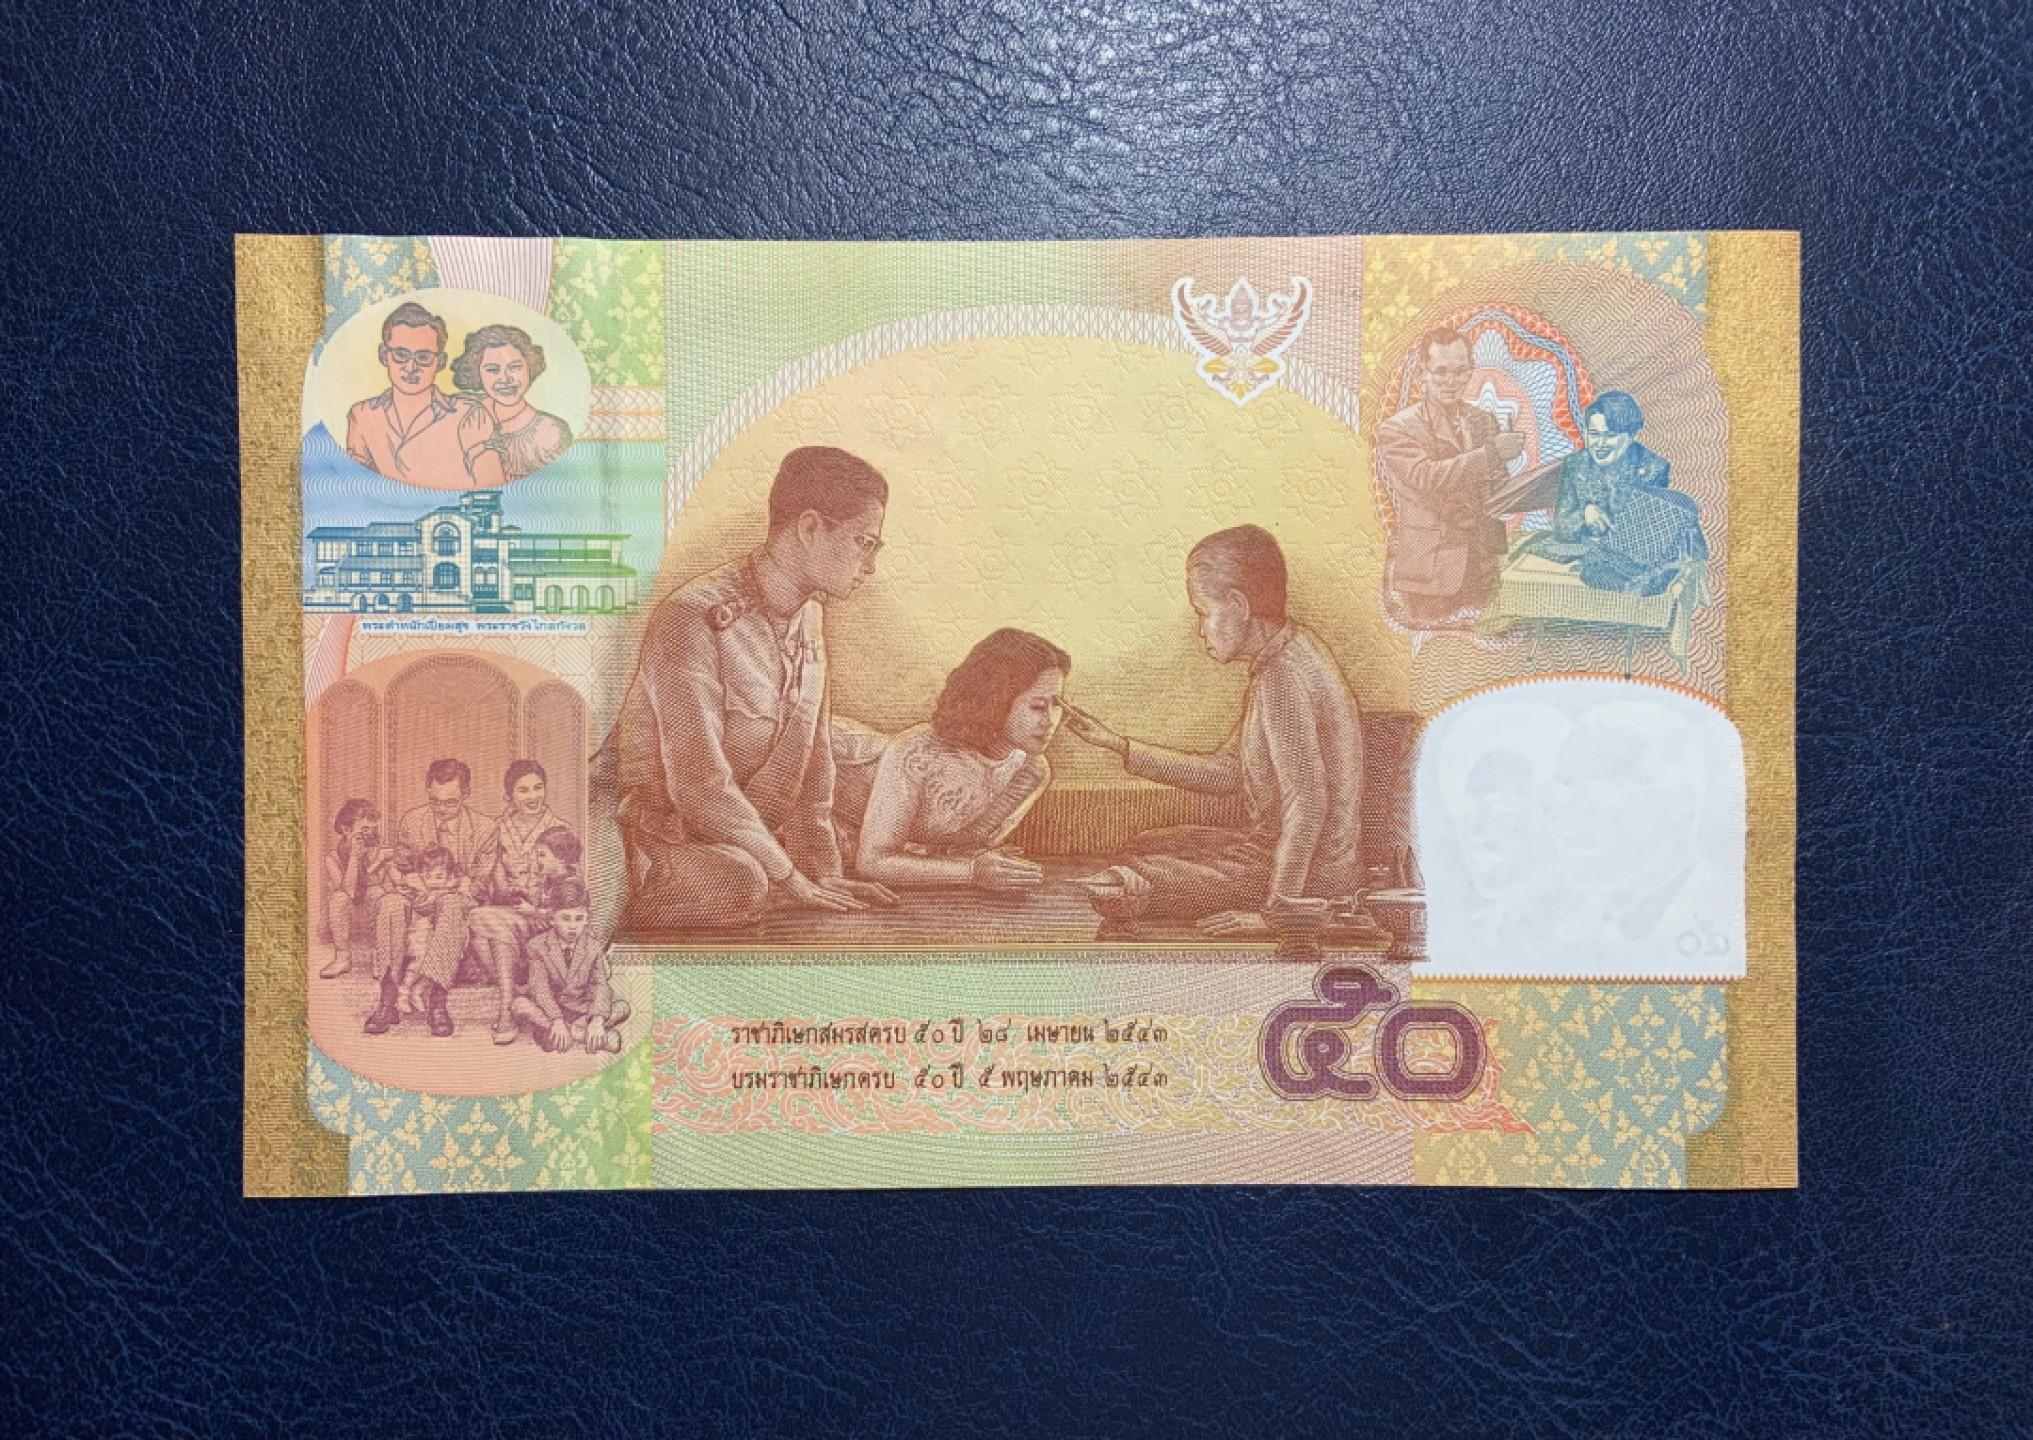 พระตำหนักเปี่ยมสุข พระราชวังไกลกังวล
๕๐
ราชาภิเษกสมรสครบ ๕๐ ปี ๒๘ เมษายน ๒๕๔๓
บรมราชาภิเษกครบ ๕๐ ปี ๕ พฤษภาคม ๒๕๔๓
๕๐